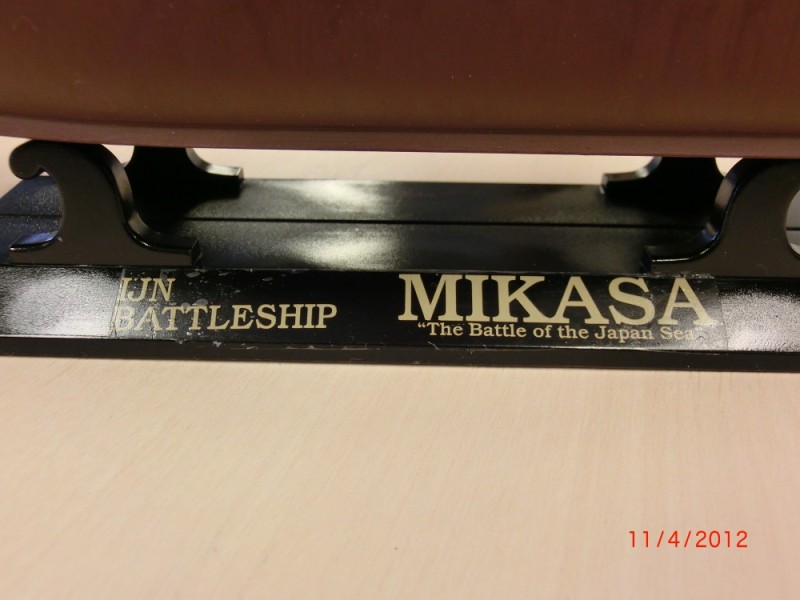 IJN
BATTLESHIP
MIKASA
“The Battle of the Japan Sea”
11/4/2012